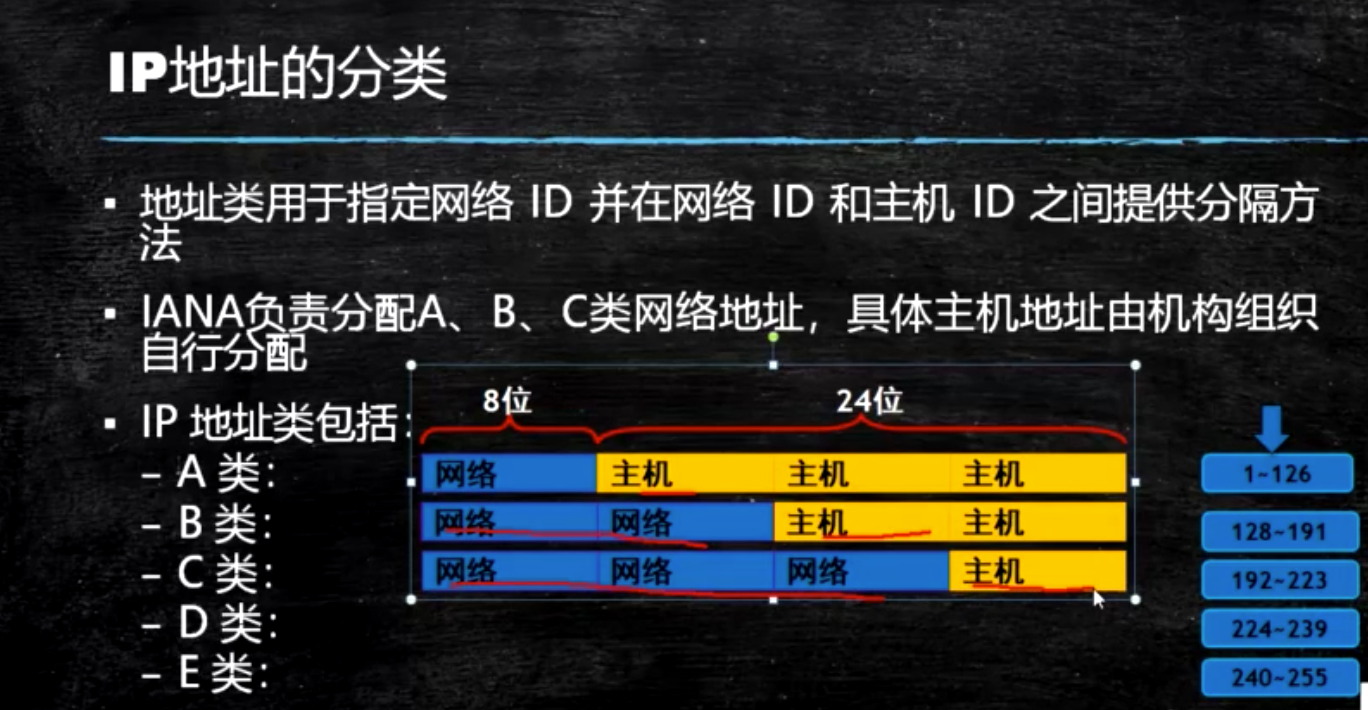 IP地址的分类
▪ 地址类用于指定网络 ID 并在网络 ID 和主机 ID 之间提供分隔方
法
▪ IANA负责分配A、B、C类网络地址，具体主机地址由机构组织
自行分配
8位 24位
▪ IP 地址类包括：
– A 类： 网络 主机 主机 主机 1~126
– B 类： 网络 网络 主机 主机 128~191
– C 类： 网络 网络 网络 主机 192~223
– D 类： 224~239
– E 类： 240~255